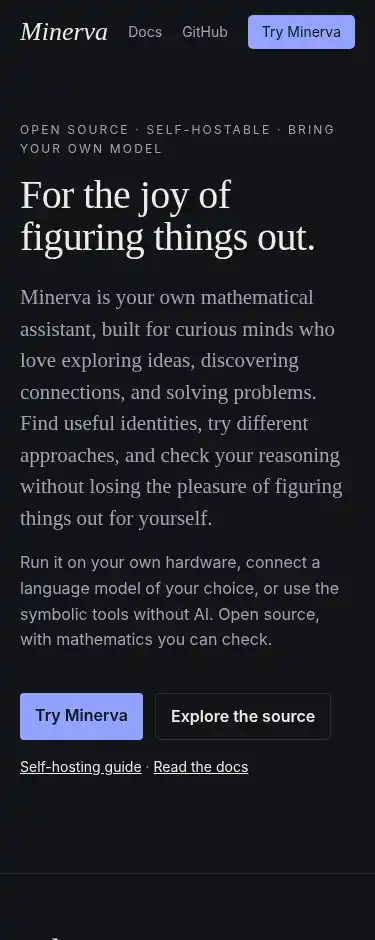 Minerva Docs GitHub Try Minerva
OPEN SOURCE · SELF-HOSTABLE · BRING
YOUR OWN MODEL
For the joy of
figuring things out.
Minerva is your own mathematical
assistant, built for curious minds who
love exploring ideas, discovering
connections, and solving problems.
Find useful identities, try different
approaches, and check your reasoning
without losing the pleasure of figuring
things out for yourself.
Run it on your own hardware, connect a
language model of your choice, or use the
symbolic tools without AI. Open source,
with mathematics you can check.
Try Minerva Explore the source
Self-hosting guide · Read the docs